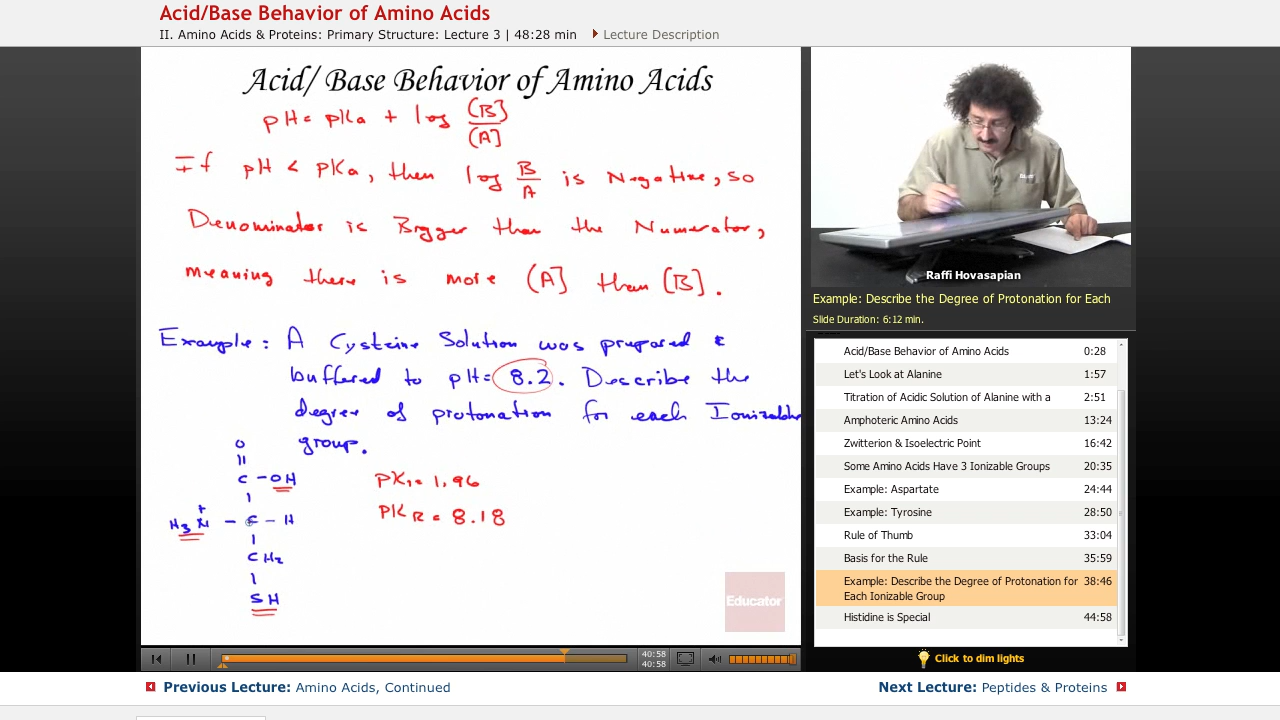 Acid/Base Behavior of Amino Acids
II. Amino Acids & Proteins: Primary Structure: Lecture 3 | 48:28 min Lecture Description
Acid/ Base Behavior of Amino Acids
pH = pKa + log [B]/[A]
If pH < pKa, then log B/A is Negative, so
Denominator is Bigger than the Numerator,
meaning there is more [A] than [B].
Example: A Cysteine Solution was prepared &
buffered to pH = 8.2. Describe the
degree of protonation for each Ionizable
group.
O
||
C - OH
|
H3N+ - C - H
|
CH2
|
SH
pK1 = 1.96
pKR = 8.18
Educator
Raffi Hovasapian
Example: Describe the Degree of Protonation for Each
Slide Duration: 6:12 min.
Acid/Base Behavior of Amino Acids 0:28
Let's Look at Alanine 1:57
Titration of Acidic Solution of Alanine with a 2:51
Amphoteric Amino Acids 13:24
Zwitterion & Isoelectric Point 16:42
Some Amino Acids Have 3 Ionizable Groups 20:35
Example: Aspartate 24:44
Example: Tyrosine 28:50
Rule of Thumb 33:04
Basis for the Rule 35:59
Example: Describe the Degree of Protonation for 38:46
Each Ionizable Group
Histidine is Special 44:58
40:58
40:58
Click to dim lights
Previous Lecture: Amino Acids, Continued
Next Lecture: Peptides & Proteins